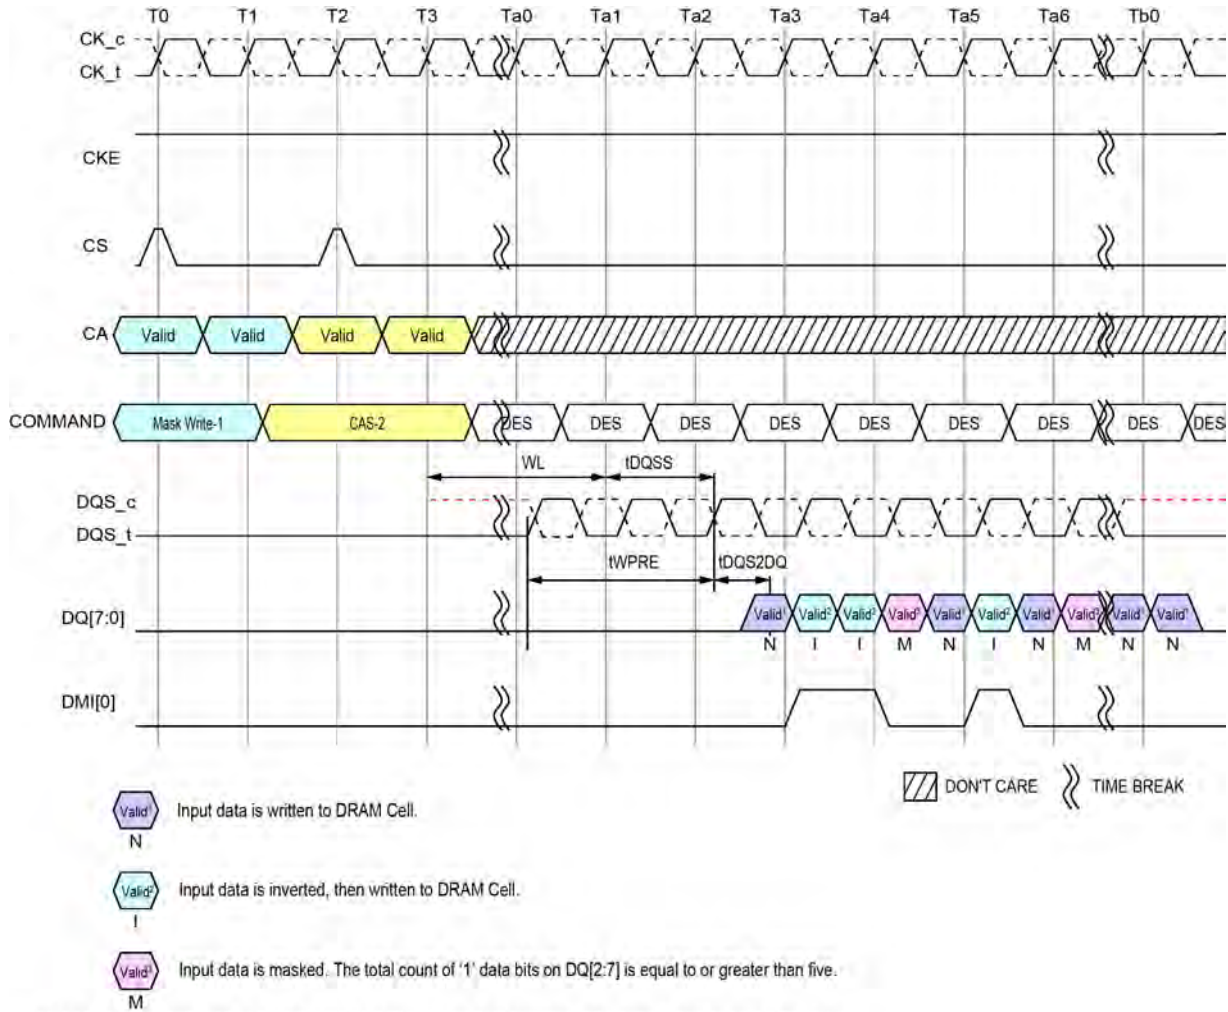 T0 T1 T2 T3 Ta0 Ta1 Ta2 Ta3 Ta4 Ta5 Ta6 Tb0
CK_c
CK_t
CKE
CS
CA Valid Valid Valid Valid
COMMAND Mask Write-1 CAS-2 DES DES DES DES DES DES DES DES DES
WL tDQSS
DQS_c
DQS_t
tWPRE tDQS2DQ
DQ[7:0] Valid¹ Valid² Valid² Valid³ Valid¹ Valid² Valid¹ Valid³ Valid¹ Valid¹
N I I M N I N M N N
DMI[0]
DON'T CARE TIME BREAK
Valid¹ Input data is written to DRAM Cell.
N
Valid² Input data is inverted, then written to DRAM Cell.
I
Valid³ Input data is masked. The total count of '1' data bits on DQ[2:7] is equal to or greater than five.
M